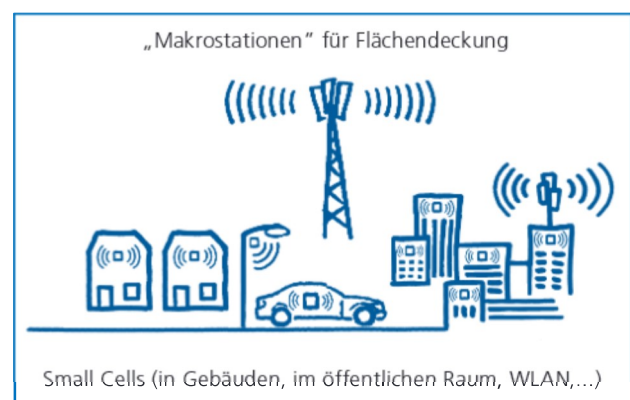 „Makrostationen” für Flächendeckung
Small Cells (in Gebäuden, im öffentlichen Raum, WLAN,...)